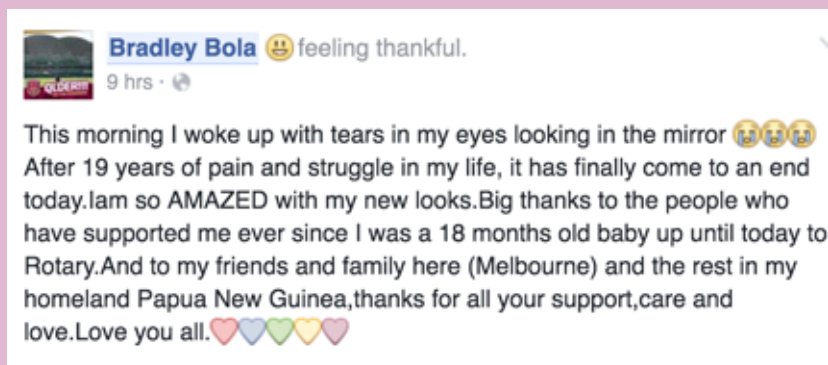 Bradley Bola 😃 feeling thankful.
9 hrs ·
QLDER!!!
This morning I woke up with tears in my eyes looking in the mirror 😭😭😭
After 19 years of pain and struggle in my life, it has finally come to an end
today.Iam so AMAZED with my new looks.Big thanks to the people who
have supported me ever since I was a 18 months old baby up until today to
Rotary.And to my friends and family here (Melbourne) and the rest in my
homeland Papua New Guinea,thanks for all your support,care and
love.Love you all.❤️💙💚💛💜